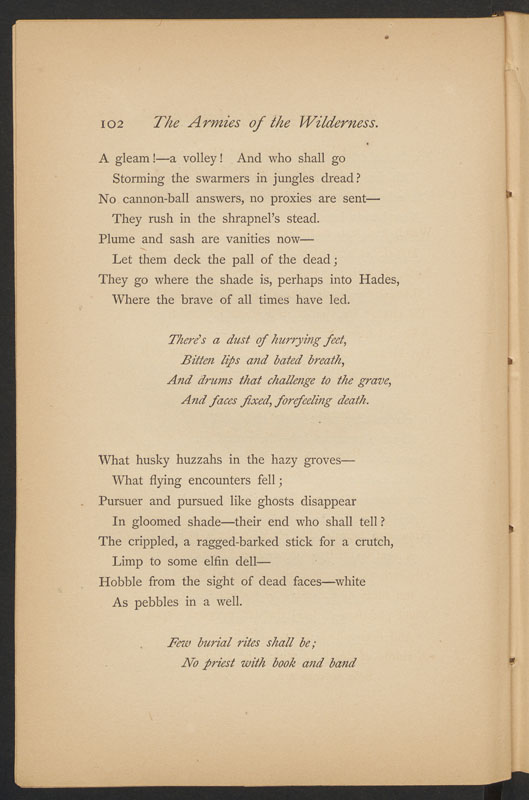 102 The Armies of the Wilderness.
A gleam!—a volley! And who shall go
Storming the swarmers in jungles dread?
No cannon-ball answers, no proxies are sent—
They rush in the shrapnel's stead.
Plume and sash are vanities now—
Let them deck the pall of the dead;
They go where the shade is, perhaps into Hades,
Where the brave of all times have led.
There's a dust of hurrying feet,
Bitten lips and bated breath,
And drums that challenge to the grave,
And faces fixed, forefeeling death.
What husky huzzahs in the hazy groves—
What flying encounters fell;
Pursuer and pursued like ghosts disappear
In gloomed shade—their end who shall tell?
The crippled, a ragged-barked stick for a crutch,
Limp to some elfin dell—
Hobble from the sight of dead faces—white
As pebbles in a well.
Few burial rites shall be;
No priest with book and band